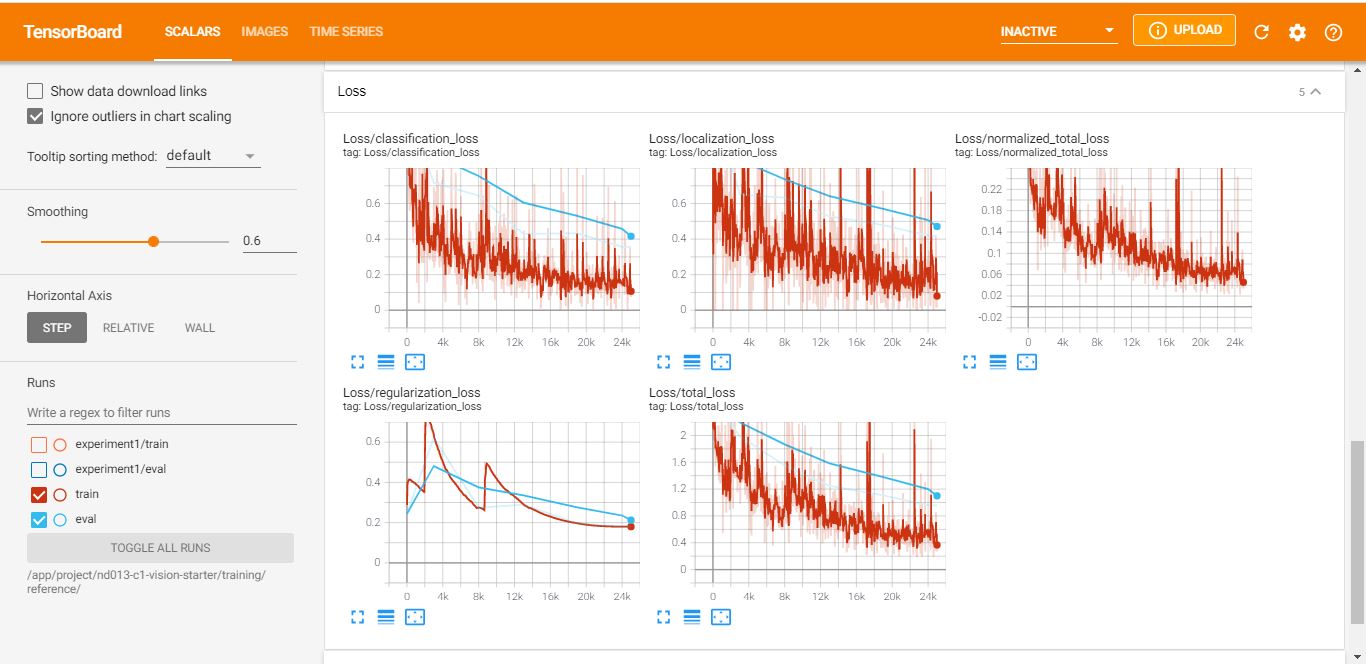 TensorBoard
SCALARS IMAGES TIME SERIES
INACTIVE
UPLOAD
Show data download links
Ignore outliers in chart scaling
Tooltip sorting method: default
Smoothing
0.6
Horizontal Axis
STEP RELATIVE WALL
Runs
Write a regex to filter runs
experiment1/train
experiment1/eval
train
eval
TOGGLE ALL RUNS
/app/project/nd013-c1-vision-starter/training/
reference/
Loss
5
Loss/classification_loss
tag: Loss/classification_loss
0.6
0.4
0.2
0
0 4k 8k 12k 16k 20k 24k
Loss/localization_loss
tag: Loss/localization_loss
0.6
0.4
0.2
0
0 4k 8k 12k 16k 20k 24k
Loss/normalized_total_loss
tag: Loss/normalized_total_loss
0.22
0.18
0.14
0.1
0.06
0.02
-0.02
0 4k 8k 12k 16k 20k 24k
Loss/regularization_loss
tag: Loss/regularization_loss
0.6
0.4
0.2
0
0 4k 8k 12k 16k 20k 24k
Loss/total_loss
tag: Loss/total_loss
2
1.6
1.2
0.8
0.4
0
0 4k 8k 12k 16k 20k 24k